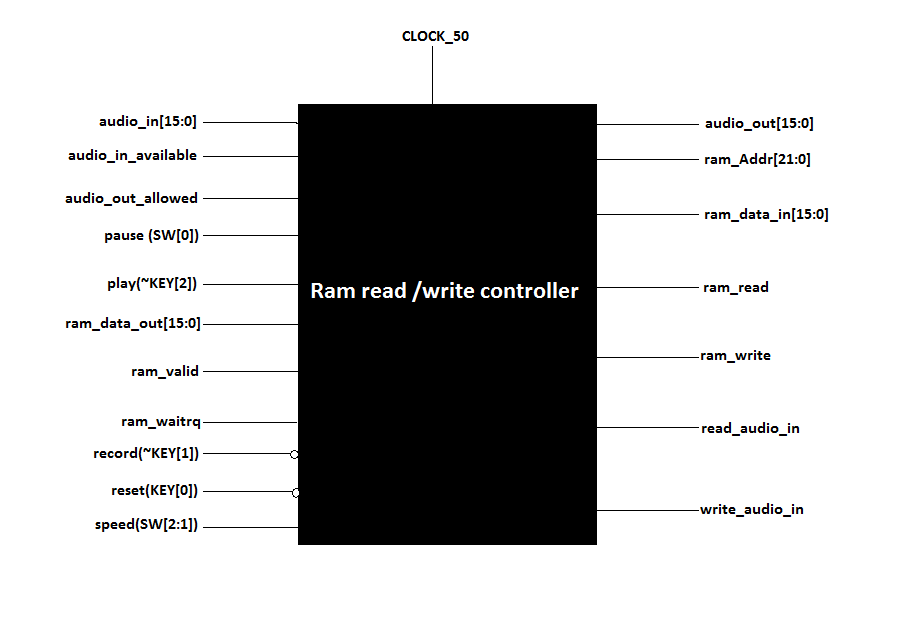 CLOCK_50
audio_in[15:0]
audio_in_available
audio_out_allowed
pause (SW[0])
play(~KEY[2])
ram_data_out[15:0]
ram_valid
ram_waitrq
record(~KEY[1])
reset(KEY[0])
speed(SW[2:1])
Ram read /write controller
audio_out[15:0]
ram_Addr[21:0]
ram_data_in[15:0]
ram_read
ram_write
read_audio_in
write_audio_in